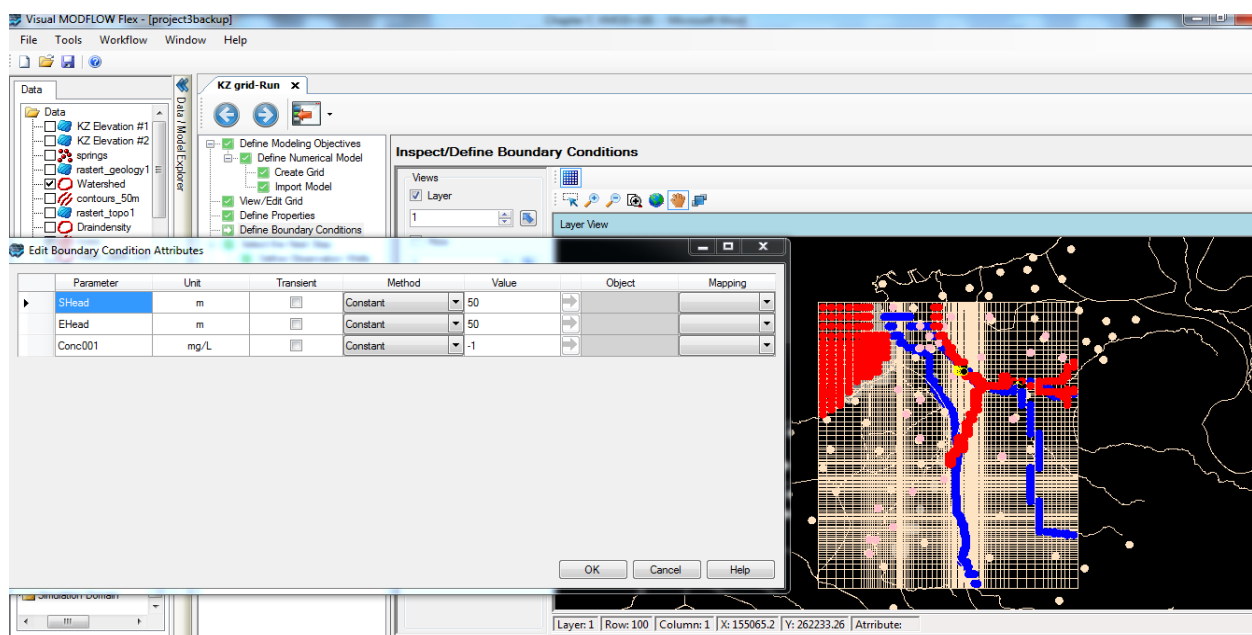 Visual MODFLOW Flex - [project3backup]
File Tools Workflow Window Help
Data
KZ grid-Run X
Data / Model Explorer
Data
KZ Elevation #1
KZ Elevation #2
springs
rastert_geology1
Watershed
contours_50m
rastert_topo1
Draindensity
Define Modeling Objectives
Define Numerical Model
Create Grid
Import Model
View/Edit Grid
Define Properties
Define Boundary Conditions
Inspect/Define Boundary Conditions
Views
Layer
1
Layer View
Edit Boundary Condition Attributes
Parameter Unit Transient Method Value Object Mapping
SHead m Constant 50
EHead m Constant 50
Conc001 mg/L Constant -1
OK Cancel Help
Simulation Domain
Layer: 1 Row: 100 Column: 1 X: 155065.2 Y: 262233.26 Atrribute: